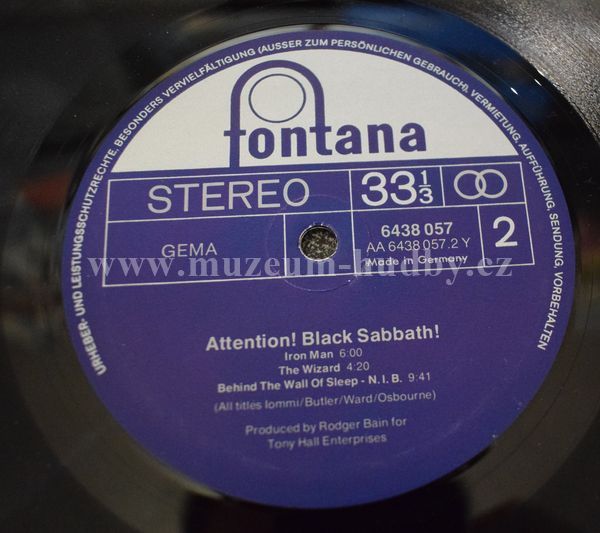 URHEBER- UND LEISTUNGSSCHUTZRECHTE, BESONDERS VERVIELFÄLTIGUNG (AUSSER ZUM PERSÖNLICHEN GEBRAUCH), VERMIETUNG, AUFFÜHRUNG, SENDUNG, VORBEHALTEN
fontana
STEREO 33 1/3
GEMA 6438 057 2
AA 6438 057.2 Y
Made in Germany
www.muzeum-hudby.cz
Attention! Black Sabbath!
Iron Man 6:00
The Wizard 4:20
Behind The Wall Of Sleep - N.I.B. 9:41
(All titles Iommi/Butler/Ward/Osbourne)
Produced by Rodger Bain for
Tony Hall Enterprises